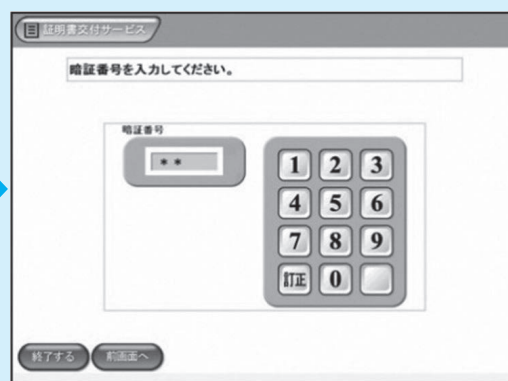 証明書交付サービス
暗証番号を入力してください。
暗証番号
* *
1 2 3
4 5 6
7 8 9
訂正 0
終了する 前画面へ